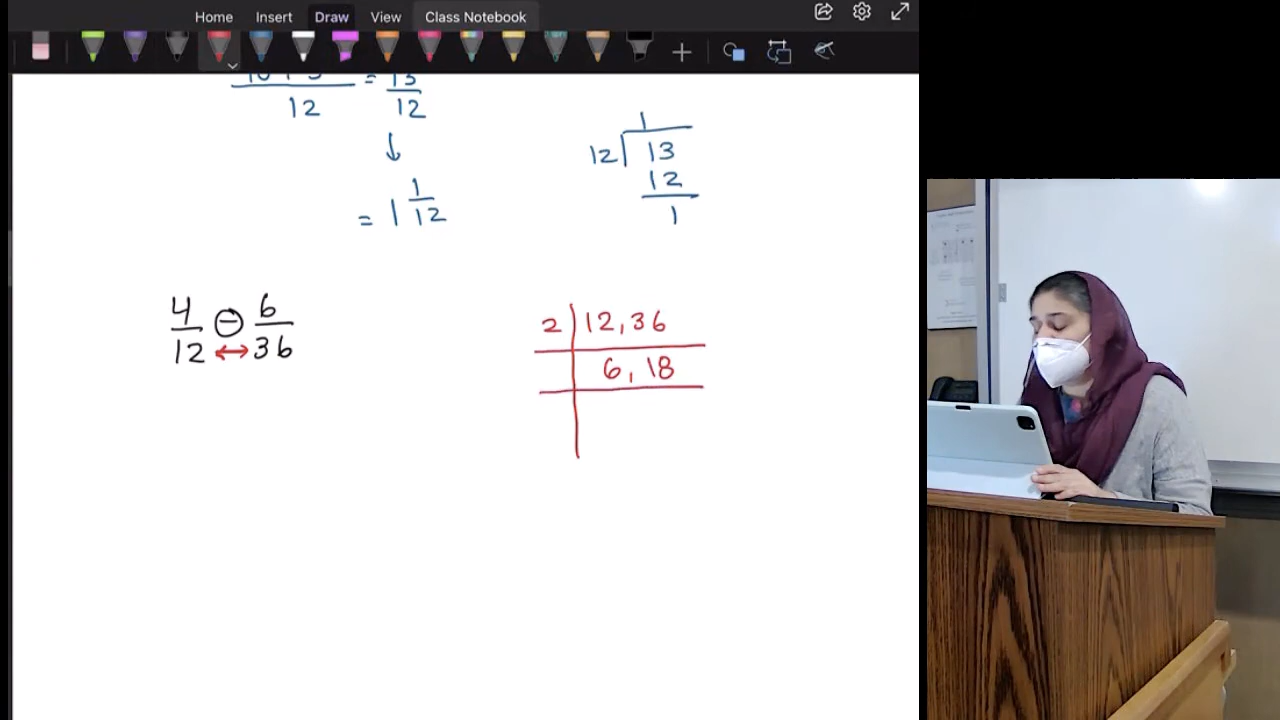 Home Insert Draw View Class Notebook
= 13
12 12
↓
= 1 1/12
1
12 13
12
1
4/12 ⊖ 6/36
↔
2 12, 36
6, 18